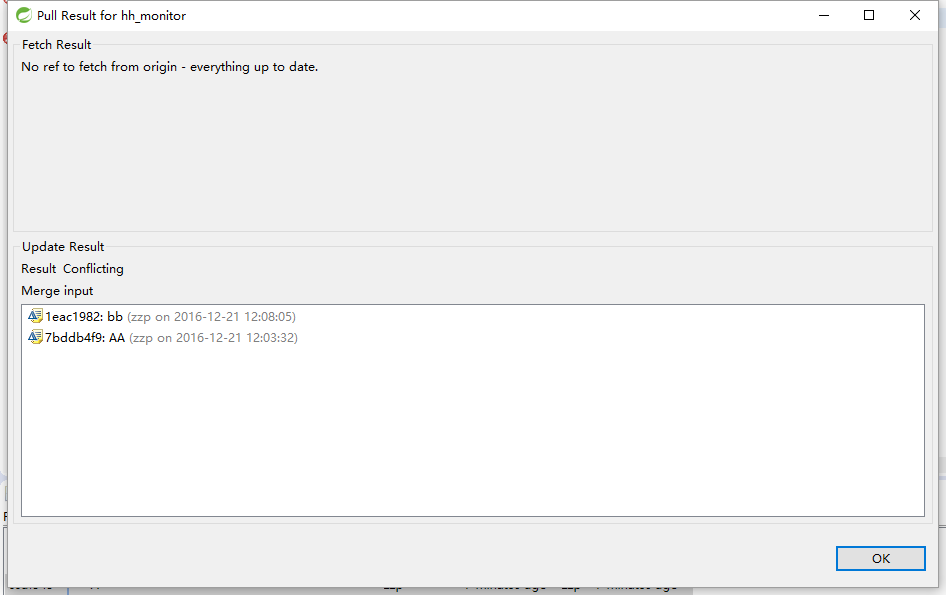 Pull Result for hh_monitor
Fetch Result
No ref to fetch from origin - everything up to date.
Update Result
Result Conflicting
Merge input
1eac1982: bb (zzp on 2016-12-21 12:08:05)
7bddb4f9: AA (zzp on 2016-12-21 12:03:32)
OK